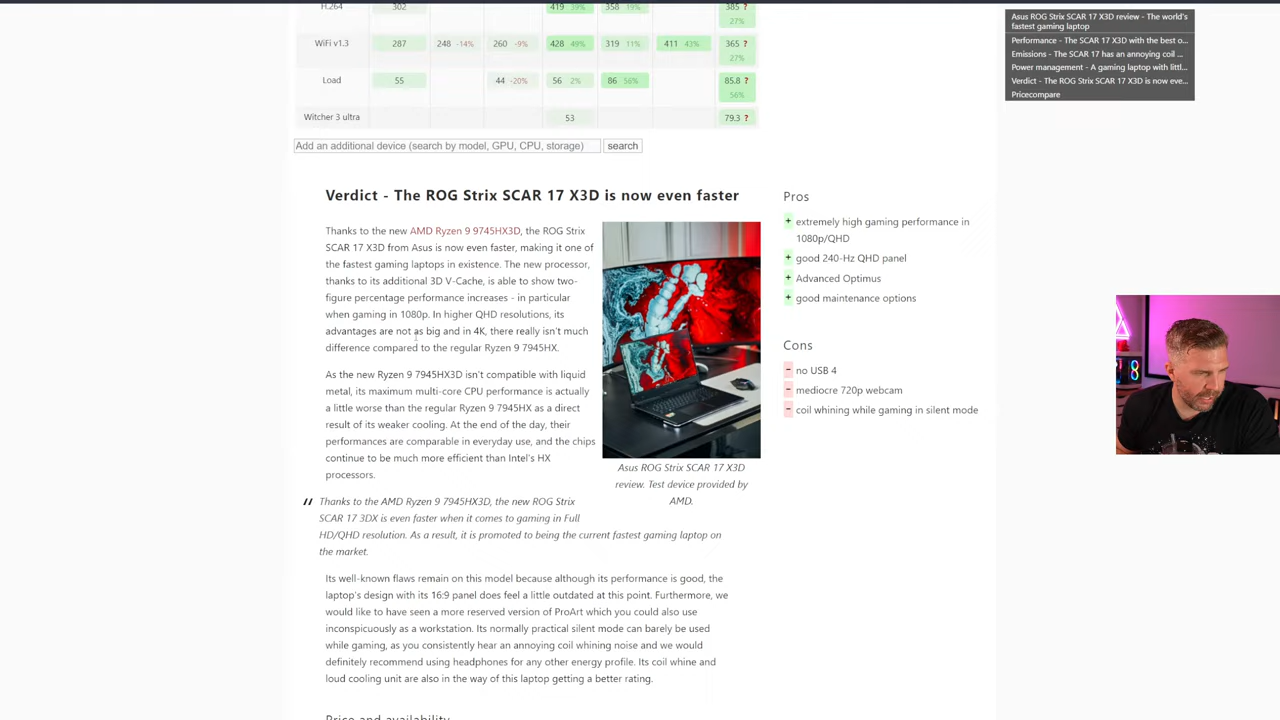 H.264 302 419 39% 358 19% 385 ?
27%
WiFi v1.3 287 248 -14% 260 -9% 428 49% 319 11% 411 43% 365 ?
27%
Load 55 44 -20% 56 2% 86 56% 85.8 ?
56%
Witcher 3 ultra 53 79.3 ?
Add an additional device (search by model, GPU, CPU, storage) search
Asus ROG Strix SCAR 17 X3D review - The world's
fastest gaming laptop
Performance - The SCAR 17 X3D with the best o...
Emissions - The SCAR 17 has an annoying coil ...
Power management - A gaming laptop with littl...
Verdict - The ROG Strix SCAR 17 X3D is now eve...
Pricecompare
Verdict - The ROG Strix SCAR 17 X3D is now even faster
Thanks to the new AMD Ryzen 9 9745HX3D, the ROG Strix
SCAR 17 X3D from Asus is now even faster, making it one of
the fastest gaming laptops in existence. The new processor,
thanks to its additional 3D V-Cache, is able to show two-
figure percentage performance increases - in particular
when gaming in 1080p. In higher QHD resolutions, its
advantages are not as big and in 4K, there really isn't much
difference compared to the regular Ryzen 9 7945HX.
As the new Ryzen 9 7945HX3D isn't compatible with liquid
metal, its maximum multi-core CPU performance is actually
a little worse than the regular Ryzen 9 7945HX as a direct
result of its weaker cooling. At the end of the day, their
performances are comparable in everyday use, and the chips
continue to be much more efficient than Intel's HX
processors.
Asus ROG Strix SCAR 17 X3D
review. Test device provided by
AMD.
" Thanks to the AMD Ryzen 9 7945HX3D, the new ROG Strix
SCAR 17 3DX is even faster when it comes to gaming in Full
HD/QHD resolution. As a result, it is promoted to being the current fastest gaming laptop on
the market.
Its well-known flaws remain on this model because although its performance is good, the
laptop's design with its 16:9 panel does feel a little outdated at this point. Furthermore, we
would like to have seen a more reserved version of ProArt which you could also use
inconspicuously as a workstation. Its normally practical silent mode can barely be used
while gaming, as you consistently hear an annoying coil whining noise and we would
definitely recommend using headphones for any other energy profile. Its coil whine and
loud cooling unit are also in the way of this laptop getting a better rating.
Price and availability
Pros
+ extremely high gaming performance in
1080p/QHD
+ good 240-Hz QHD panel
+ Advanced Optimus
+ good maintenance options
Cons
- no USB 4
- mediocre 720p webcam
- coil whining while gaming in silent mode